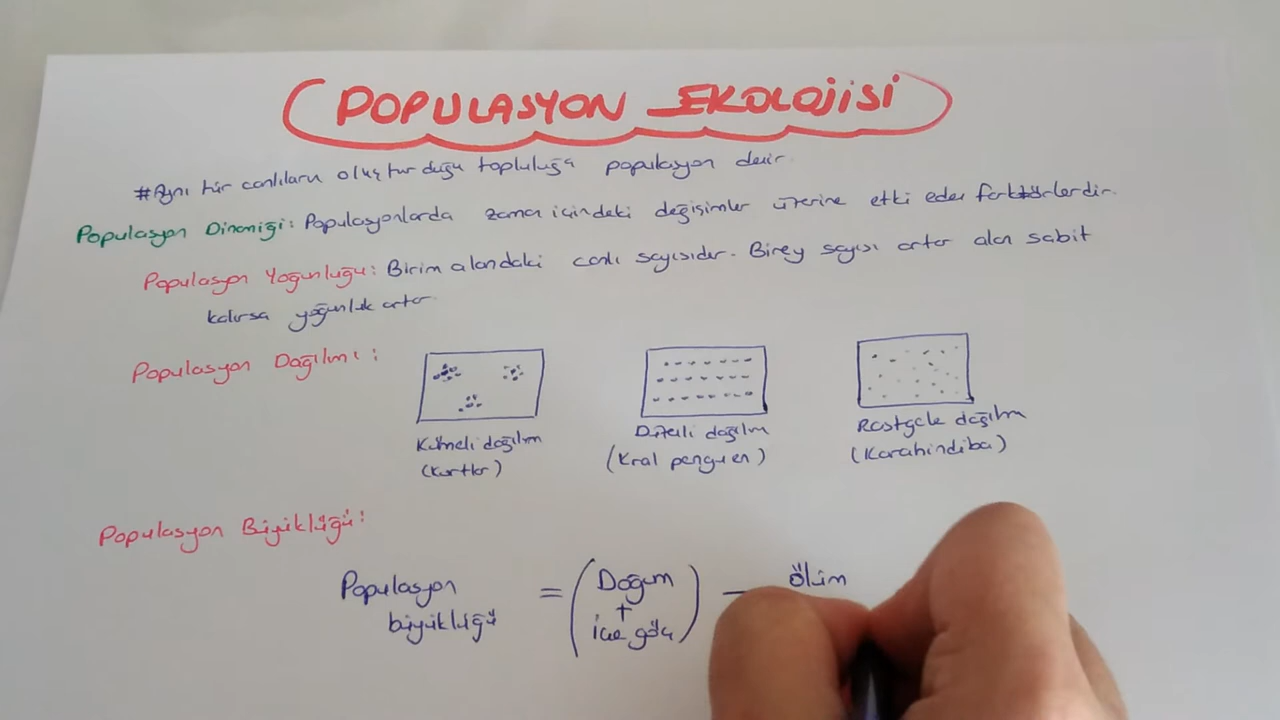 POPULASYON EKOLOJİSİ
#Aynı tür canlıların oluşturduğu topluluğa populasyon denir.
Populasyon Dinamiği: Populasyonlarda zaman içindeki değişimler üzerine etki eden faktörlerdir.
Populasyon Yoğunluğu: Birim alandaki canlı sayısıdır. Birey sayısı artar alan sabit
kalırsa yoğunluk artar.
Populasyon Dağılımı:
Kümeli dağılım
(Kurtlar)
Düzenli dağılım
(Kral penguen)
Rastgele dağılım
(Karahindiba)
Populasyon Büyüklüğü:
Populasyon
büyüklüğü
=
(Doğum
+
içe göç)
-
ölüm